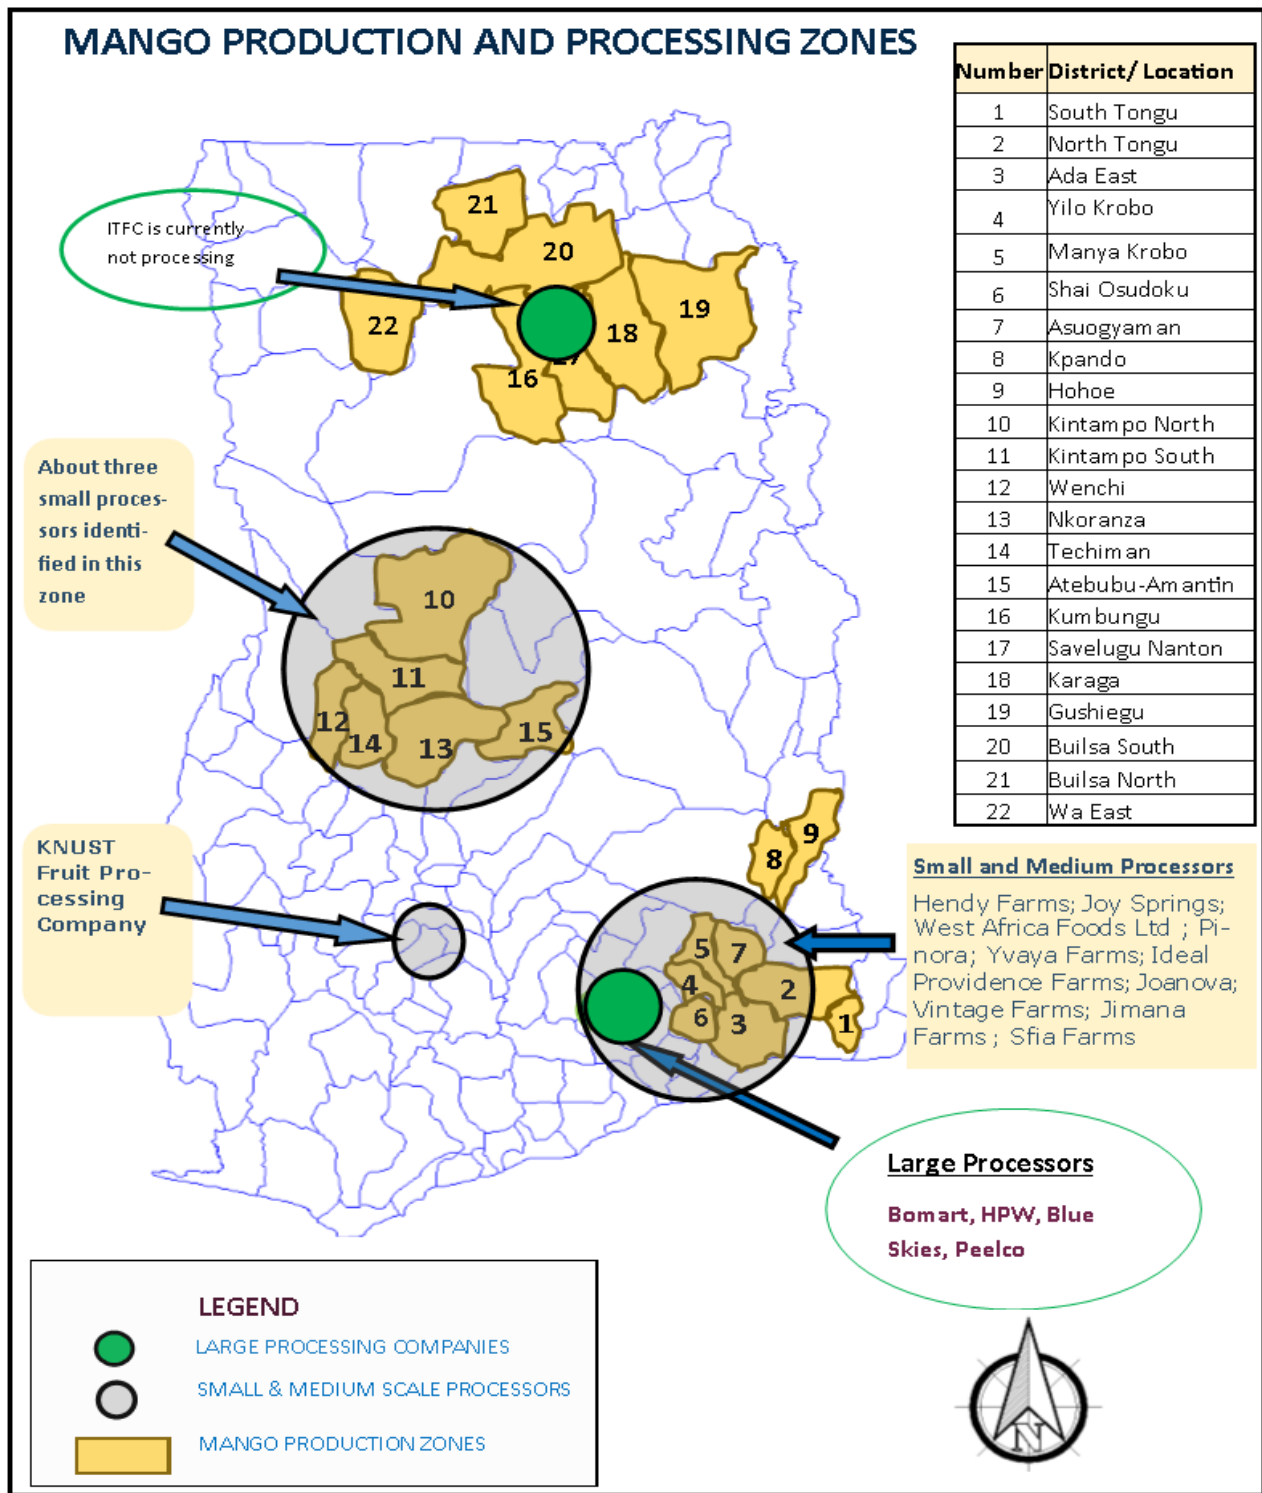 MANGO PRODUCTION AND PROCESSING ZONES
Number District/ Location
1 South Tongu
2 North Tongu
3 Ada East
4 Yilo Krobo
5 Manya Krobo
6 Shai Osudoku
7 Asuogyaman
8 Kpando
9 Hohoe
10 Kintampo North
11 Kintampo South
12 Wenchi
13 Nkoranza
14 Techiman
15 Atebubu-Amantin
16 Kumbungu
17 Savelugu Nanton
18 Karaga
19 Gushiegu
20 Builsa South
21 Builsa North
22 Wa East
ITFC is currently
not processing
21
20
19
22
18
16
About three
small proces-
sors identi-
fied in this
zone
10
11
12
14
13
15
KNUST
Fruit Pro-
cessing
Company
9
8
5
7
4
2
6
3
1
Small and Medium Processors
Hendy Farms; Joy Springs;
West Africa Foods Ltd ; Pi-
nora; Yvaya Farms; Ideal
Providence Farms; Joanova;
Vintage Farms; Jimana
Farms ; Sfia Farms
Large Processors
Bomart, HPW, Blue
Skies, Peelco
LEGEND
LARGE PROCESSING COMPANIES
SMALL & MEDIUM SCALE PROCESSORS
MANGO PRODUCTION ZONES
N